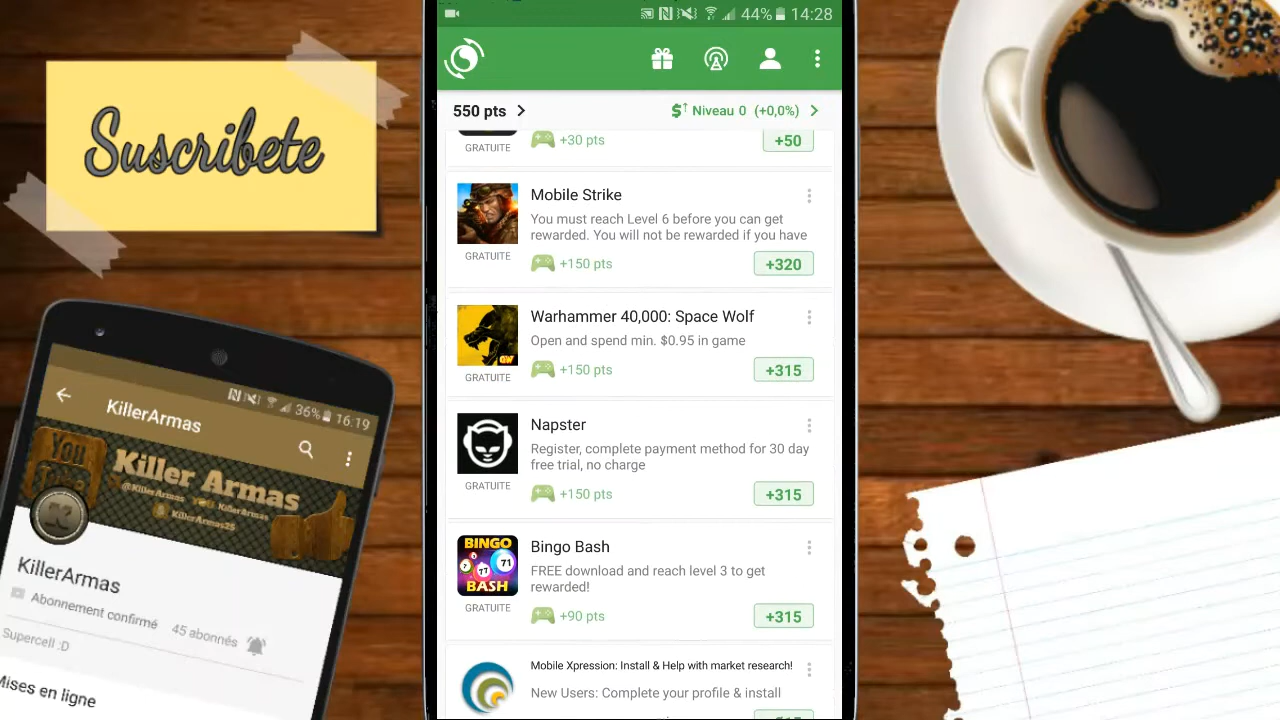 Suscribete
36% 16:19
KillerArmas
You
Killer Armas
@KillerArmas
KillerArmas
KillerArmas25
KillerArmas
Abonnement confirmé
45 abonnés
Supercell :D
Mises en ligne
44% 14:28
550 pts
Niveau 0 (+0,0%)
GRATUITE
+30 pts
+50
Mobile Strike
You must reach Level 6 before you can get
rewarded. You will not be rewarded if you have
GRATUITE
+150 pts
+320
Warhammer 40,000: Space Wolf
Open and spend min. $0.95 in game
GW
GRATUITE
+150 pts
+315
Napster
Register, complete payment method for 30 day
free trial, no charge
GRATUITE
+150 pts
+315
BINGO
71
77
BASH
Bingo Bash
FREE download and reach level 3 to get
rewarded!
GRATUITE
+90 pts
+315
Mobile Xpression: Install & Help with market research!
New Users: Complete your profile & install